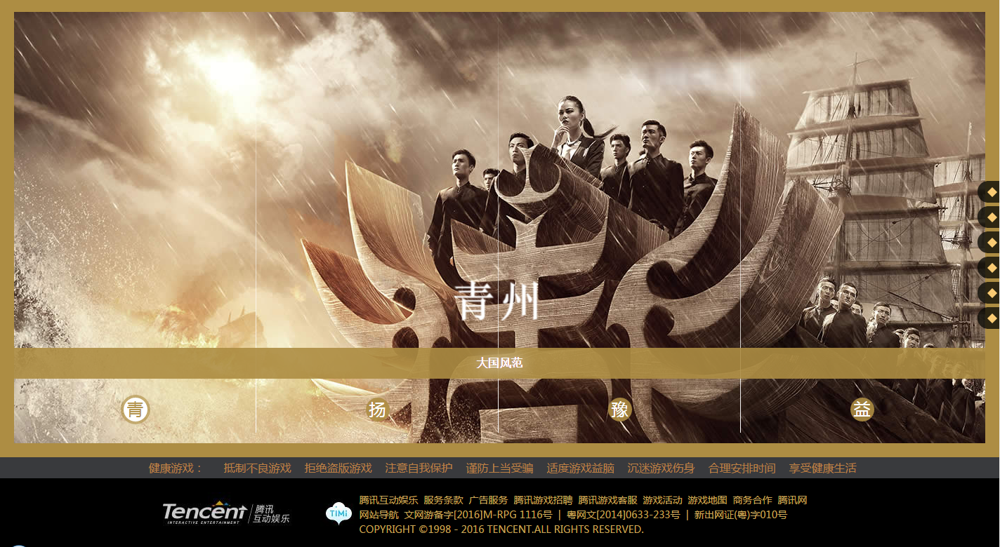 青州
大国风范
青 扬 豫 益
健康游戏： 抵制不良游戏 拒绝盗版游戏 注意自我保护 谨防上当受骗 适度游戏益脑 沉迷游戏伤身 合理安排时间 享受健康生活
Tencent 腾讯
INTERACTIVE ENTERTAINMENT 互动娱乐
TiMi
腾讯互动娱乐 服务条款 广告服务 腾讯游戏招聘 腾讯游戏客服 游戏活动 游戏地图 商务合作 腾讯网
网站导航 文网游备字[2016]M-RPG 1116号 | 粤网文[2014]0633-233号 | 新出网证(粤)字010号
COPYRIGHT ©1998 - 2016 TENCENT.ALL RIGHTS RESERVED.